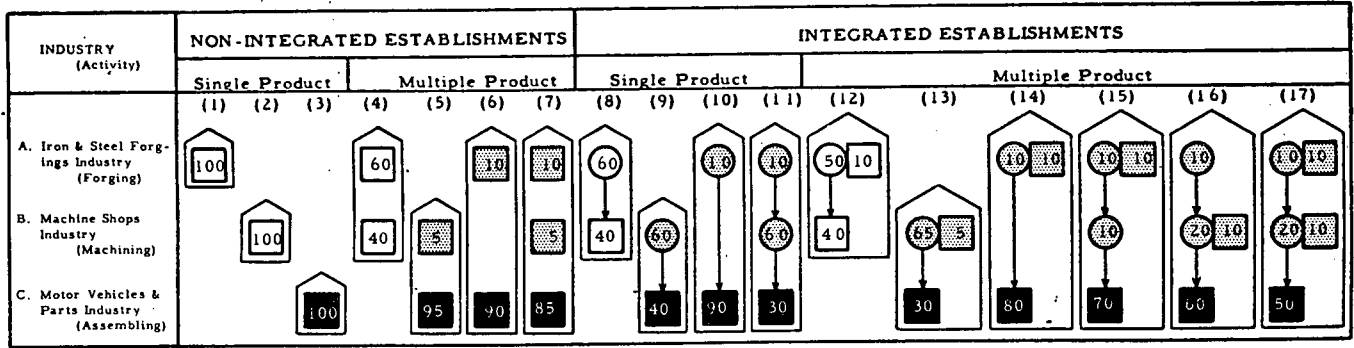 INDUSTRY
(Activity)
NON-INTEGRATED ESTABLISHMENTS
INTEGRATED ESTABLISHMENTS
Single Product
Multiple Product
Single Product
Multiple Product
(1) (2) (3) (4) (5) (6) (7) (8) (9) (10) (11) (12) (13) (14) (15) (16) (17)
A. Iron & Steel Forg-
ings Industry
(Forging)
100 60 10 10 60 10 10 50 10 10 10 10 10 10 10 10
B. Machine Shops
Industry
(Machining)
100 40 5 5 40 60 60 40 65 5 10 20 10 20 10
C. Motor Vehicles &
Parts Industry
(Assembling)
100 95 90 85 40 90 30 30 80 70 60 50